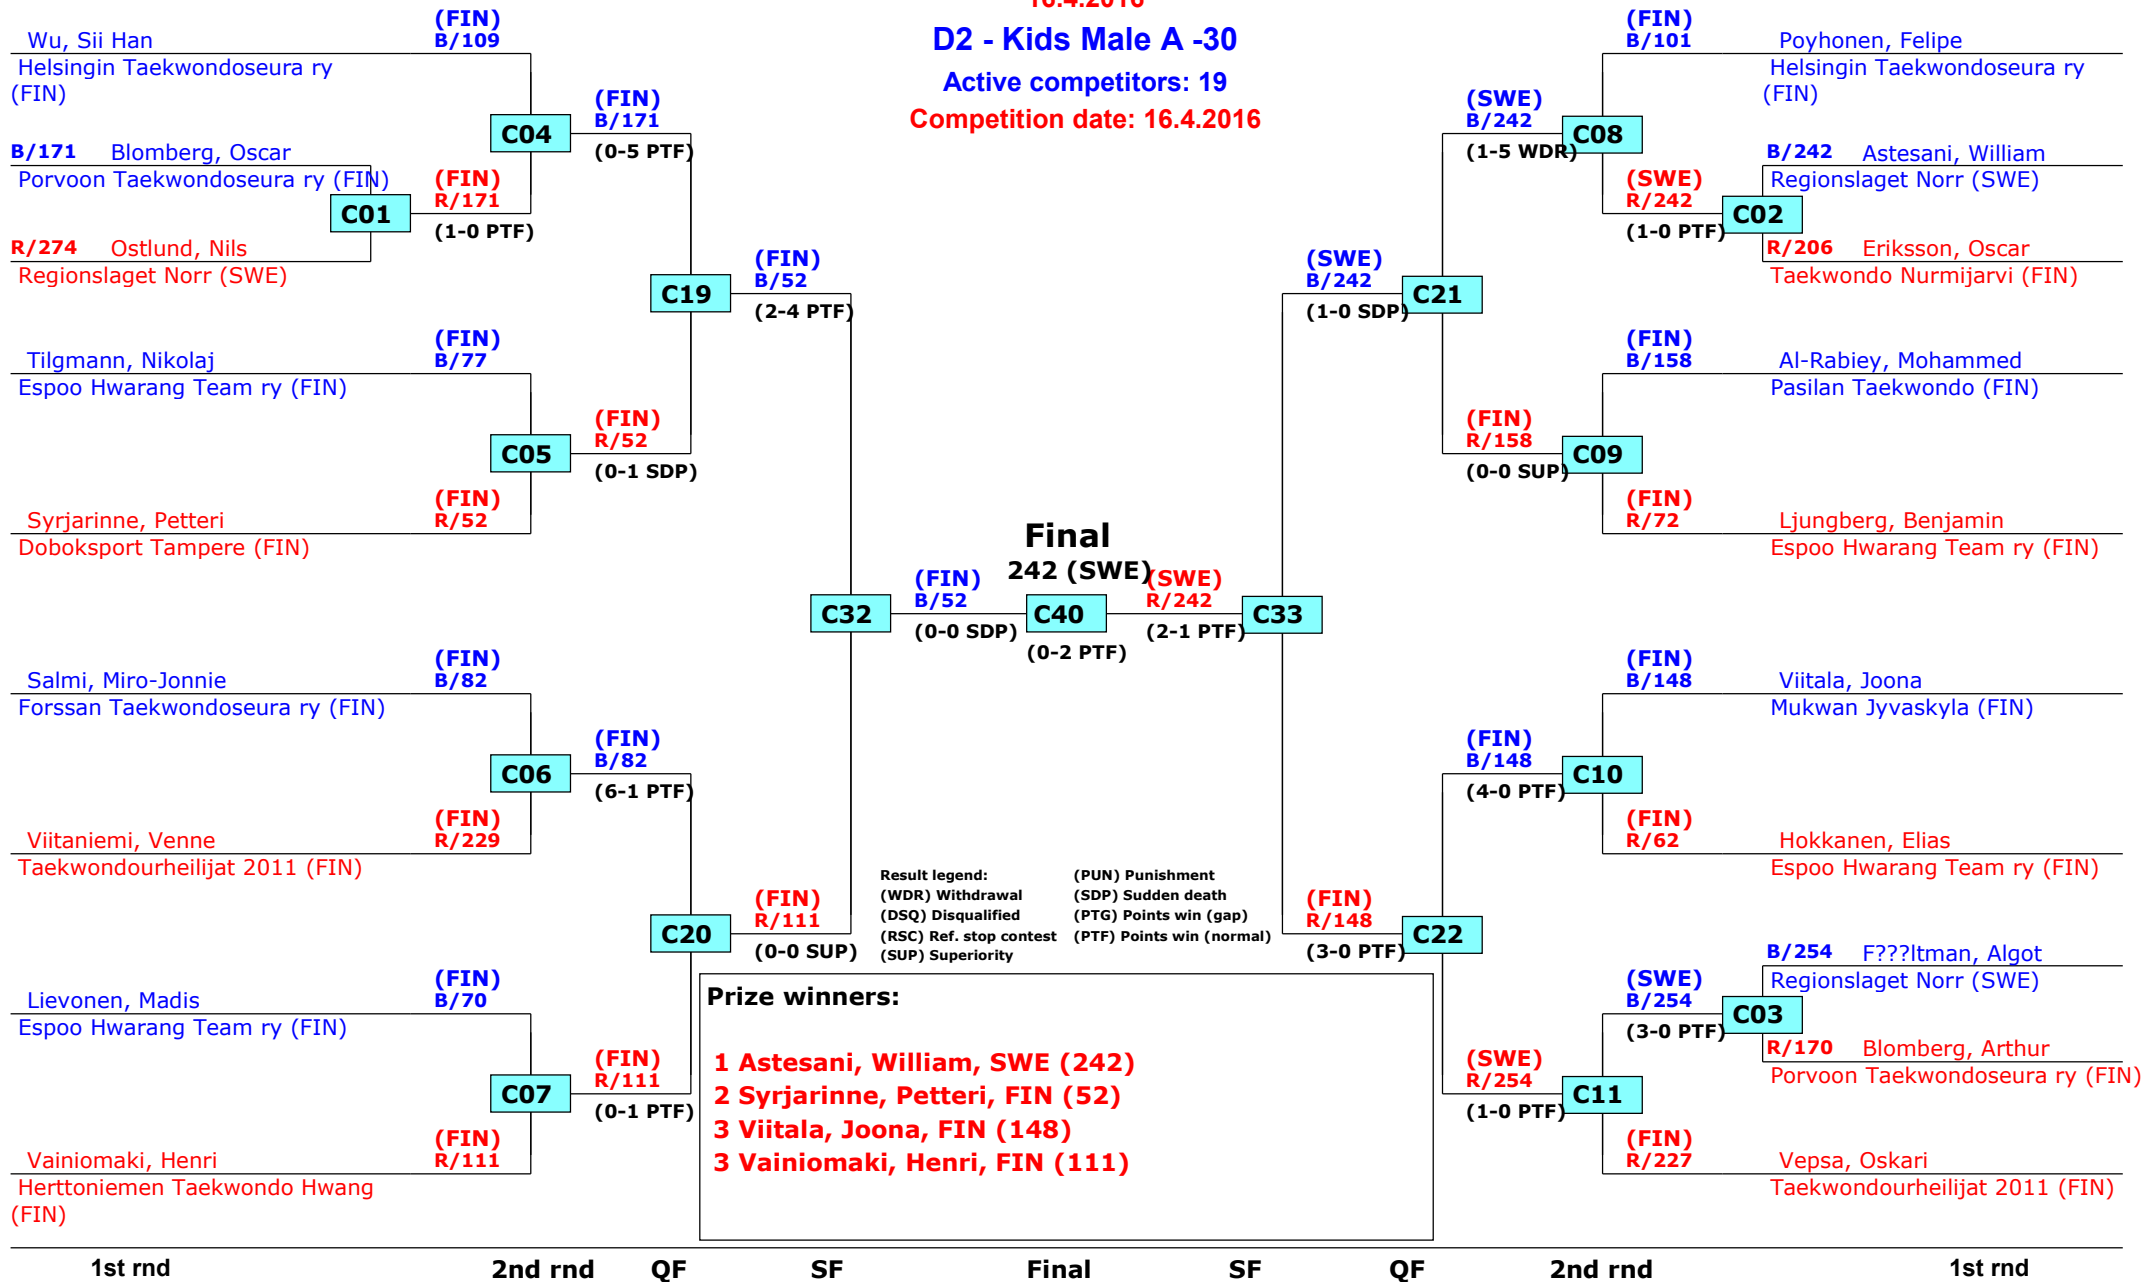 16.4.2016
D2 - Kids Male A -30
Active competitors: 19
Competition date: 16.4.2016
Wu, Sii Han
(FIN)
B/109
Helsingin Taekwondoseura ry
(FIN)
C04
(FIN)
B/171
(0-5 PTF)
B/171 Blomberg, Oscar
Porvoon Taekwondoseura ry (FIN)
C01
(FIN)
R/171
(1-0 PTF)
R/274 Ostlund, Nils
Regionslaget Norr (SWE)
C19
(FIN)
B/52
(2-4 PTF)
Tilgmann, Nikolaj
(FIN)
B/77
Espoo Hwarang Team ry (FIN)
C05
(FIN)
R/52
(0-1 SDP)
Syrjarinne, Petteri
(FIN)
R/52
Doboksport Tampere (FIN)
C32
(FIN)
B/52
(0-0 SDP)
Salmi, Miro-Jonnie
(FIN)
B/82
Forssan Taekwondoseura ry (FIN)
C06
(FIN)
B/82
(6-1 PTF)
Viitaniemi, Venne
(FIN)
R/229
Taekwondourheilijat 2011 (FIN)
C20
(FIN)
R/111
(0-0 SUP)
Lievonen, Madis
(FIN)
B/70
Espoo Hwarang Team ry (FIN)
C07
(FIN)
R/111
(0-1 PTF)
Vainiomaki, Henri
(FIN)
R/111
Herttoniemen Taekwondo Hwang
(FIN)
Final
242 (SWE)
C40
(0-2 PTF)
(SWE)
R/242
(2-1 PTF)
C33
(FIN)
B/101
Poyhonen, Felipe
Helsingin Taekwondoseura ry
(FIN)
(SWE)
B/242
(1-5 WDR)
C08
B/242 Astesani, William
Regionslaget Norr (SWE)
(SWE)
R/242
(1-0 PTF)
C02
R/206 Eriksson, Oscar
Taekwondo Nurmijarvi (FIN)
(SWE)
B/242
(1-0 SDP)
C21
(FIN)
B/158
Al-Rabiey, Mohammed
Pasilan Taekwondo (FIN)
(FIN)
R/158
(0-0 SUP)
C09
(FIN)
R/72
Ljungberg, Benjamin
Espoo Hwarang Team ry (FIN)
(FIN)
B/148
Viitala, Joona
Mukwan Jyvaskyla (FIN)
(FIN)
B/148
(4-0 PTF)
C10
(FIN)
R/62
Hokkanen, Elias
Espoo Hwarang Team ry (FIN)
(FIN)
R/148
(3-0 PTF)
C22
B/254 F???ltman, Algot
Regionslaget Norr (SWE)
(SWE)
B/254
(3-0 PTF)
C03
R/170 Blomberg, Arthur
Porvoon Taekwondoseura ry (FIN)
(SWE)
R/254
(1-0 PTF)
C11
(FIN)
R/227
Vepsa, Oskari
Taekwondourheilijat 2011 (FIN)
Result legend: (PUN) Punishment
(WDR) Withdrawal (SDP) Sudden death
(DSQ) Disqualified (PTG) Points win (gap)
(RSC) Ref. stop contest (PTF) Points win (normal)
(SUP) Superiority
Prize winners:
1 Astesani, William, SWE (242)
2 Syrjarinne, Petteri, FIN (52)
3 Viitala, Joona, FIN (148)
3 Vainiomaki, Henri, FIN (111)
1st rnd 2nd rnd QF SF Final SF QF 2nd rnd 1st rnd